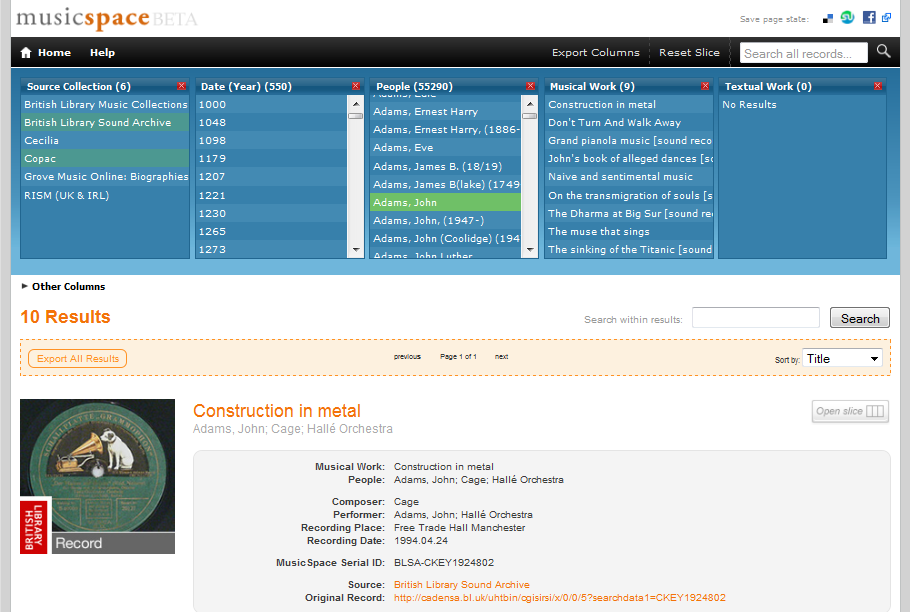 musicspace BETA
Save page state:
Home Help Export Columns Reset Slice Search all records...
Source Collection (6)
British Library Music Collections
British Library Sound Archive
Cecilia
Copac
Grove Music Online: Biographies
RISM (UK & IRL)
Date (Year) (550)
1000
1048
1098
1179
1207
1221
1230
1265
1273
People (55290)
Adams, Ernest Harry
Adams, Ernest Harry, (1886-
Adams, Eve
Adams, James B. (18/19)
Adams, James B(lake) (1749
Adams, John
Adams, John, (1947-)
Adams, John (Coolidge) (194
Adams, John Luther
Musical Work (9)
Construction in metal
Don't Turn And Walk Away
Grand pianola music [sound reco
John's book of alleged dances [so
Naive and sentimental music
On the transmigration of souls [s
The Dharma at Big Sur [sound re
The muse that sings
The sinking of the Titanic [sound
Textual Work (0)
No Results
Other Columns
10 Results
Search within results: Search
Export All Results previous Page 1 of 1 next Sort by: Title
SCHALLPLATTE GRAMMOPHON
BRITISH
LIBRARY
Record
Construction in metal
Open slice
Adams, John; Cage; Hallé Orchestra
Musical Work: Construction in metal
People: Adams, John; Cage; Hallé Orchestra
Composer: Cage
Performer: Adams, John; Hallé Orchestra
Recording Place: Free Trade Hall Manchester
Recording Date: 1994.04.24
MusicSpace Serial ID: BLSA-CKEY1924802
Source: British Library Sound Archive
Original Record: http://cadensa.bl.uk/uhtbin/cgisirsi/x/0/0/5?searchdata1=CKEY1924802